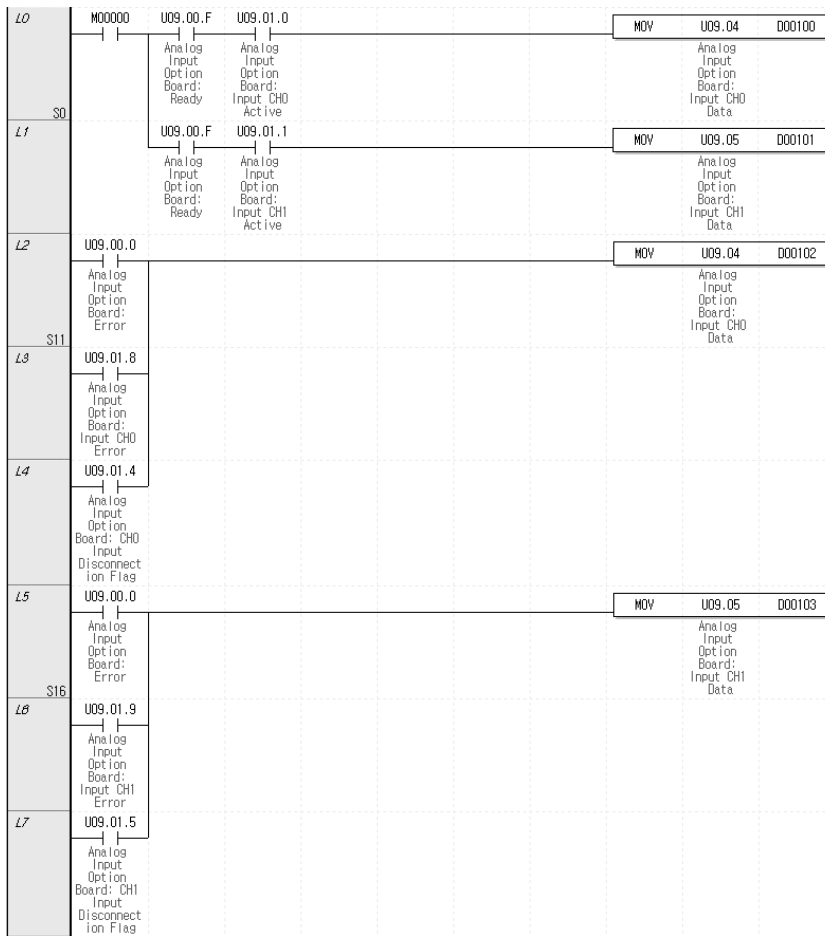 L0 M00000 U09.00.F U09.01.0 MOV U09.04 D00100
Analog Analog Analog
Input Input Input
Option Option Option
Board: Board: Board:
Ready Input CH0 Input CH0
Active Data
S0
L1 U09.00.F U09.01.1 MOV U09.05 D00101
Analog Analog Analog
Input Input Input
Option Option Option
Board: Board: Board:
Ready Input CH1 Input CH1
Active Data
L2 U09.00.0 MOV U09.04 D00102
Analog Analog
Input Input
Option Option
Board: Board:
Error Input CH0
S11 Data
L3 U09.01.8
Analog
Input
Option
Board:
Input CH0
Error
L4 U09.01.4
Analog
Input
Option
Board: CH0
Input
Disconnect
ion Flag
L5 U09.00.0 MOV U09.05 D00103
Analog Analog
Input Input
Option Option
Board: Board:
Error Input CH1
S16 Data
L6 U09.01.9
Analog
Input
Option
Board:
Input CH1
Error
L7 U09.01.5
Analog
Input
Option
Board: CH1
Input
Disconnect
ion Flag